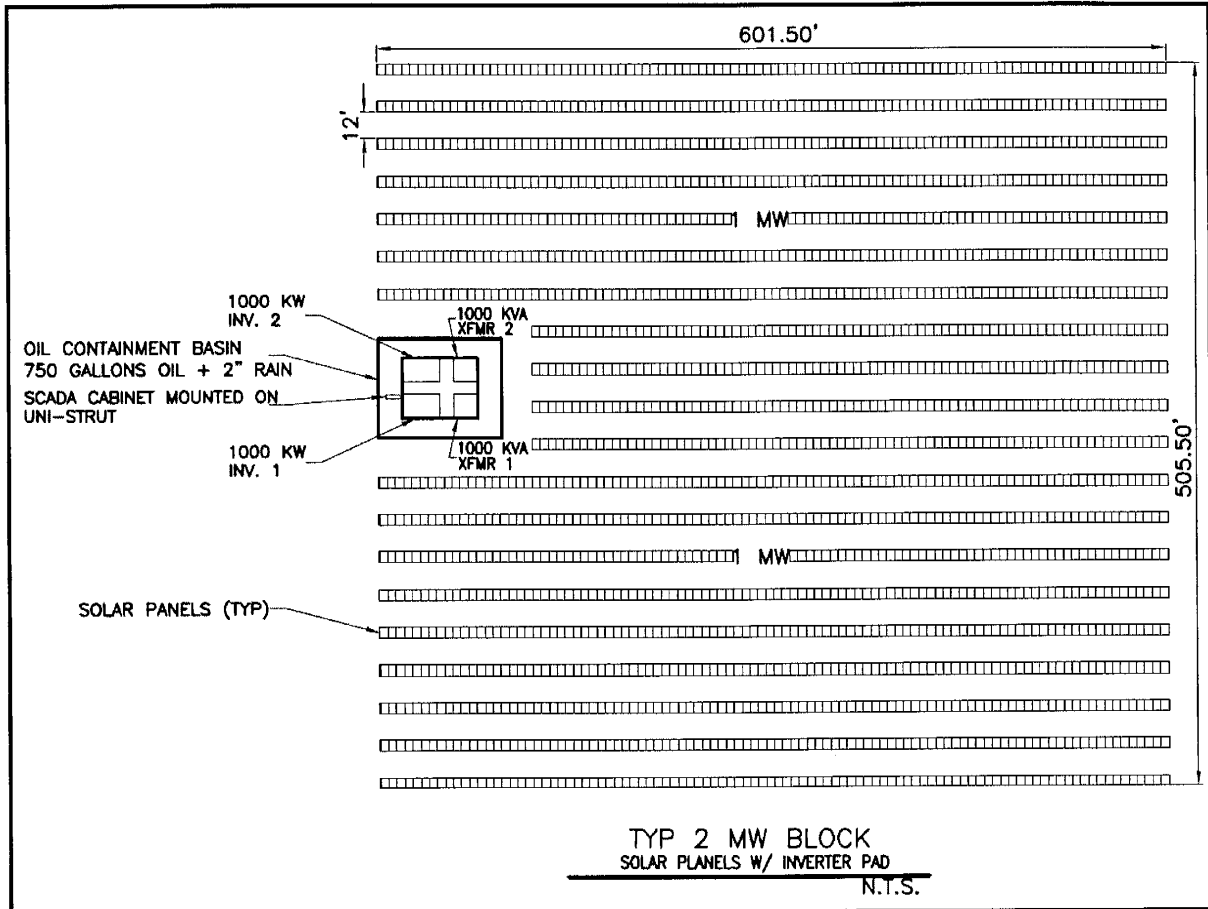 601.50'
12'
1 MW
1000 KW
INV. 2
1000 KVA
XFMR 2
OIL CONTAINMENT BASIN
750 GALLONS OIL + 2" RAIN
SCADA CABINET MOUNTED ON
UNI-STRUT
1000 KW
INV. 1
1000 KVA
XFMR 1
505.50'
1 MW
SOLAR PANELS (TYP)
TYP 2 MW BLOCK
SOLAR PLANELS W/ INVERTER PAD
N.T.S.